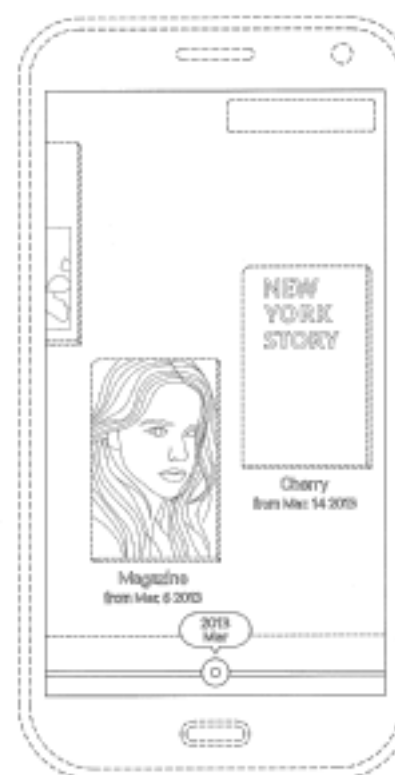 NEW
YORK
STORY
Cherry
from Mar. 14 2013
Magazine
from Mar. 6 2013
2013
Mar